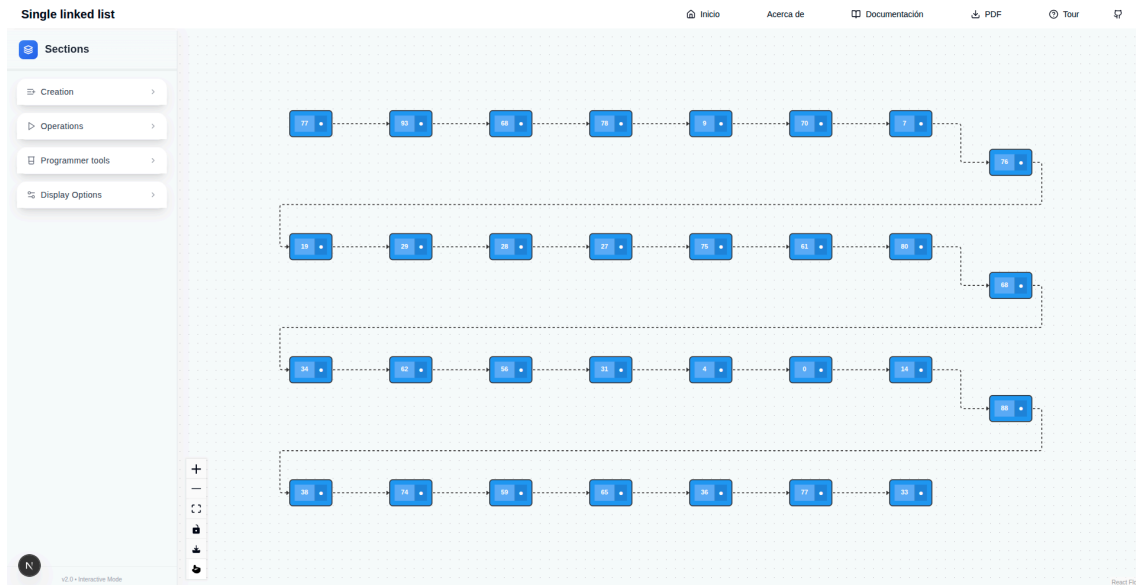 Single linked list
Inicio
Acerca de
Documentación
PDF
Tour
Sections
Creation
Operations
Programmer tools
Display Options
77 93 68 78 9 70 7
76
19 29 28 27 75 61 80
68
34 62 56 31 4 0 14
88
38 74 59 65 36 77 33
N
v2.0 • Interactive Mode
React Flo